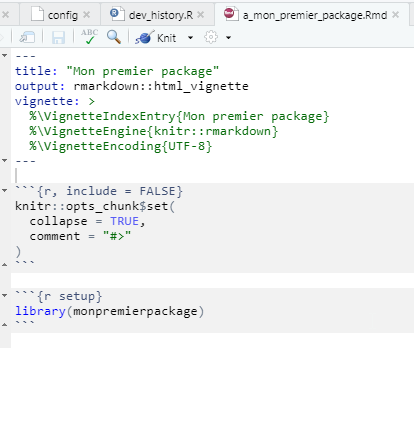 config
dev_history.R
a_mon_premier_package.Rmd
ABC
Knit
---
title: "Mon premier package"
output: rmarkdown::html_vignette
vignette: >
  %\VignetteIndexEntry{Mon premier package}
  %\VignetteEngine{knitr::rmarkdown}
  %\VignetteEncoding{UTF-8}
---
```{r, include = FALSE}
knitr::opts_chunk$set(
  collapse = TRUE,
  comment = "#>"
)
```
```{r setup}
library(monpremierpackage)
```